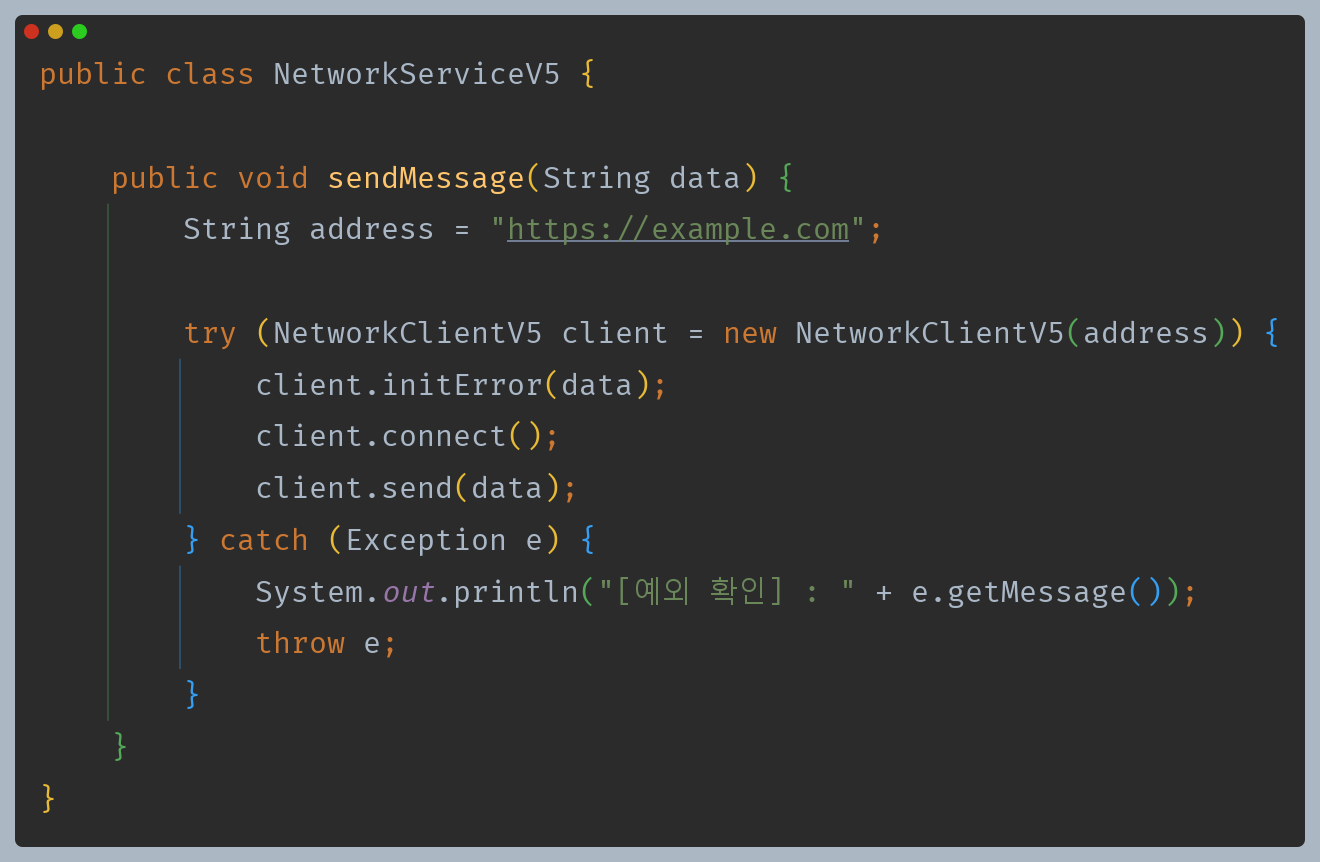 public class NetworkServiceV5 {
    public void sendMessage(String data) {
        String address = "https://example.com";
        try (NetworkClientV5 client = new NetworkClientV5(address)) {
            client.initError(data);
            client.connect();
            client.send(data);
        } catch (Exception e) {
            System.out.println("[예외 확인] : " + e.getMessage());
            throw e;
        }
    }
}